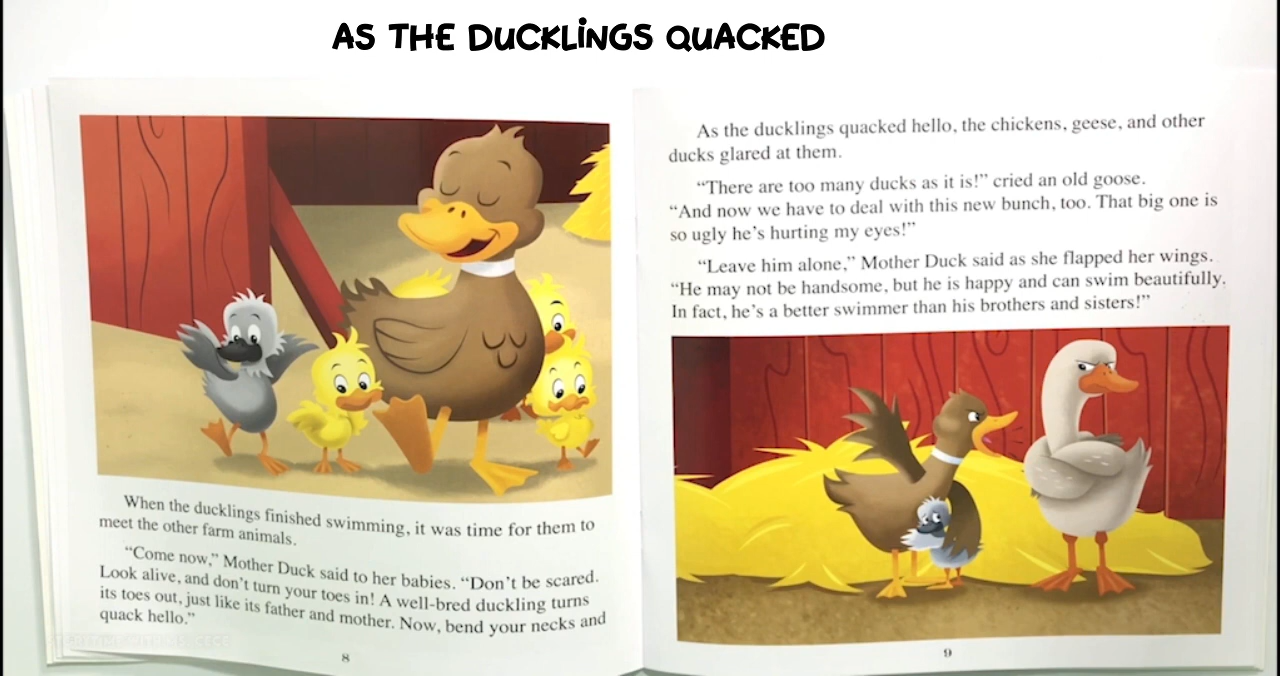 AS THE DUCKLINGS QUACKED
When the ducklings finished swimming, it was time for them to
meet the other farm animals.
“Come now,” Mother Duck said to her babies. “Don’t be scared.
Look alive, and don’t turn your toes in! A well-bred duckling turns
its toes out, just like its father and mother. Now, bend your necks and
quack hello.”
8
As the ducklings quacked hello, the chickens, geese, and other
ducks glared at them.
“There are too many ducks as it is!” cried an old goose.
“And now we have to deal with this new bunch, too. That big one is
so ugly he’s hurting my eyes!”
“Leave him alone,” Mother Duck said as she flapped her wings.
“He may not be handsome, but he is happy and can swim beautifully.
In fact, he’s a better swimmer than his brothers and sisters!”
9